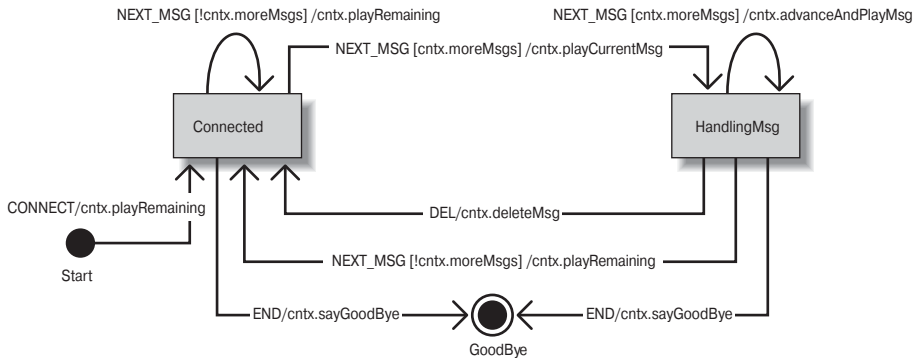 NEXT_MSG [!cntx.moreMsgs] /cntx.playRemaining
NEXT_MSG [cntx.moreMsgs] /cntx.advanceAndPlayMsg
NEXT_MSG [cntx.moreMsgs] /cntx.playCurrentMsg
Connected
HandlingMsg
CONNECT/cntx.playRemaining
DEL/cntx.deleteMsg
Start
NEXT_MSG [!cntx.moreMsgs] /cntx.playRemaining
END/cntx.sayGoodBye
END/cntx.sayGoodBye
GoodBye